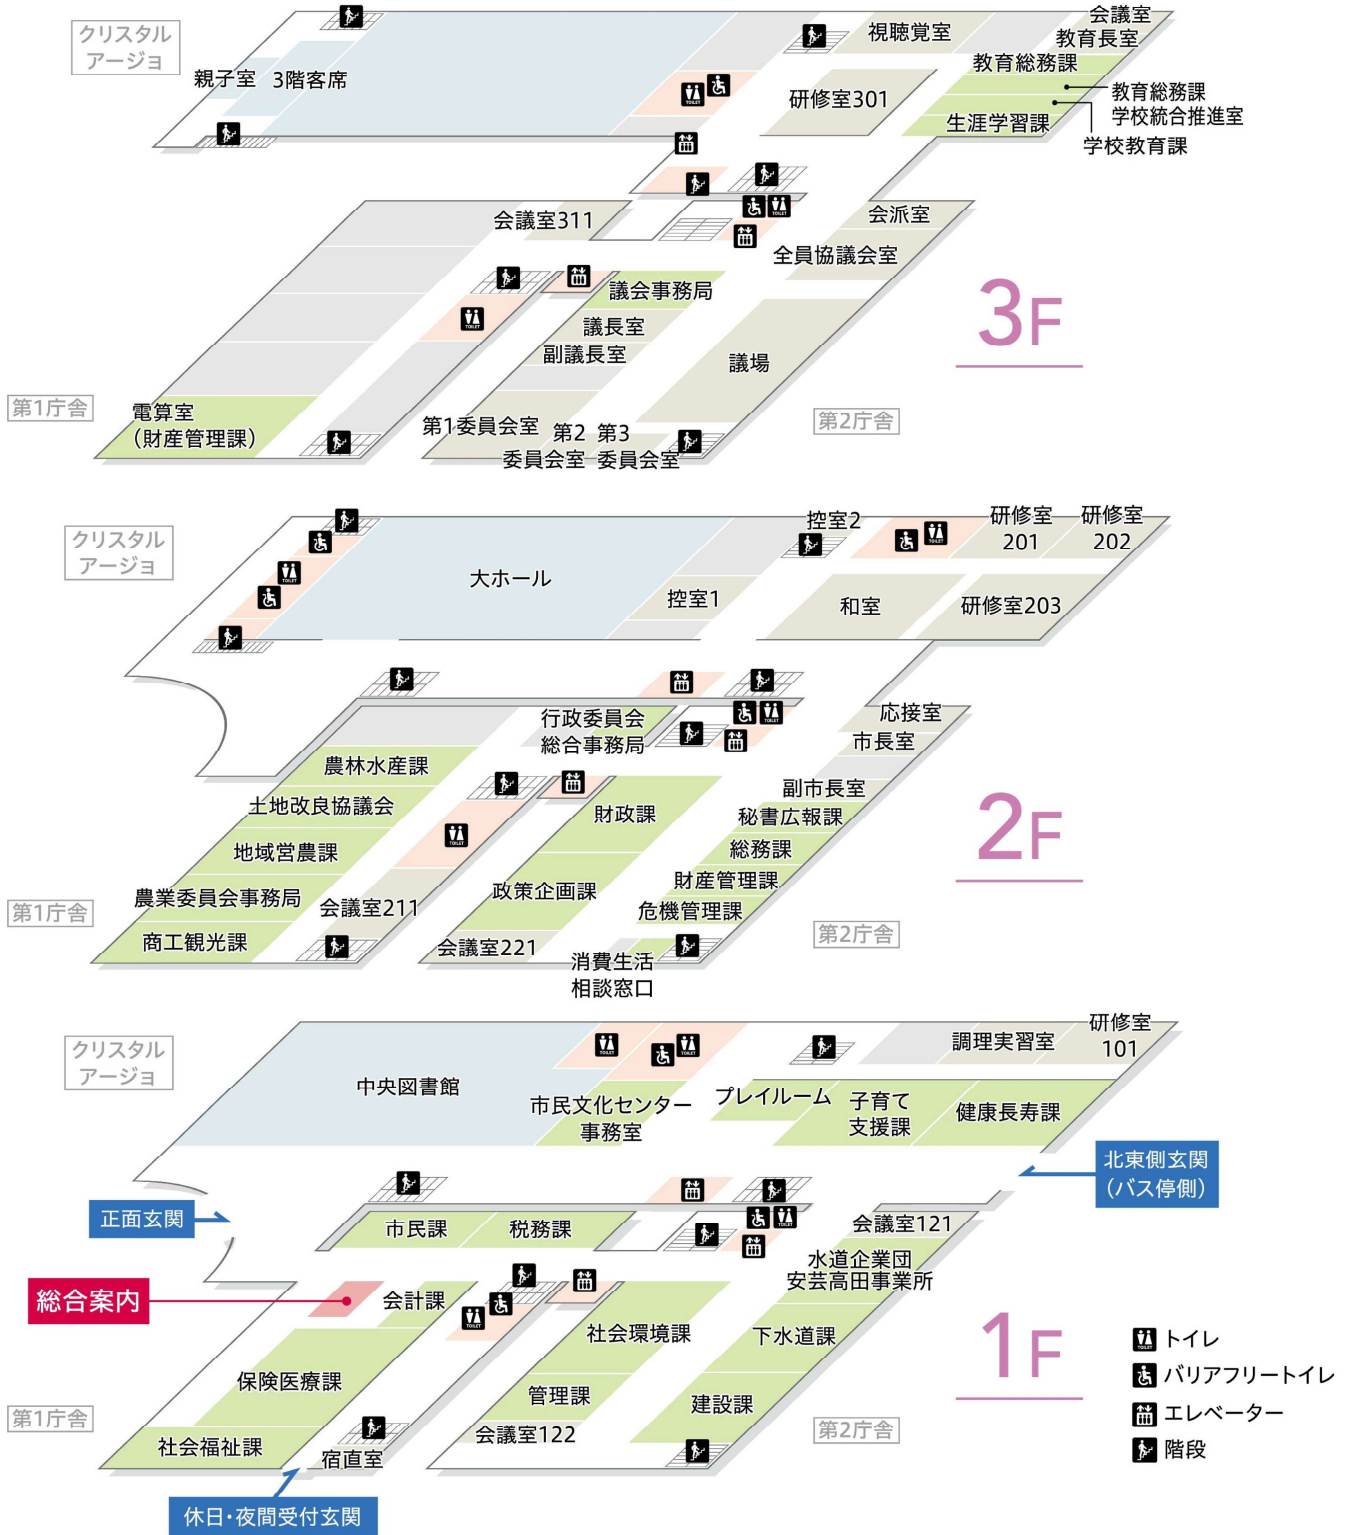 クリスタル
アージョ
親子室
3階客席
視聴覚室
会議室
教育長室
教育総務課
研修室301
教育総務課
学校統合推進室
生涯学習課
学校教育課
TOILET
会議室311
会派室
TOILET
全員協議会室
3F
議会事務局
TOILET
議長室
副議長室
議場
第1庁舎
電算室
(財産管理課)
第1委員会室
第2
委員会室
第3
委員会室
第2庁舎
クリスタル
アージョ
TOILET
大ホール
控室2
TOILET
研修室
201
研修室
202
控室1
和室
研修室203
行政委員会
総合事務局
TOILET
応接室
市長室
農林水産課
土地改良協議会
財政課
副市長室
秘書広報課
2F
TOILET
地域営農課
総務課
農業委員会事務局
会議室211
政策企画課
財産管理課
危機管理課
第1庁舎
商工観光課
会議室221
消費生活
相談窓口
第2庁舎
クリスタル
アージョ
中央図書館
TOILET
TOILET
調理実習室
研修室
101
市民文化センター
事務室
プレイルーム
子育て
支援課
健康長寿課
北東側玄関
(バス停側)
正面玄関
市民課
税務課
TOILET
会議室121
水道企業団
安芸高田事業所
総合案内
会計課
TOILET
社会環境課
下水道課
1F
保険医療課
管理課
建設課
第1庁舎
社会福祉課
宿直室
会議室122
第2庁舎
休日・夜間受付玄関
TOILET
トイレ
バリアフリートイレ
エレベーター
階段